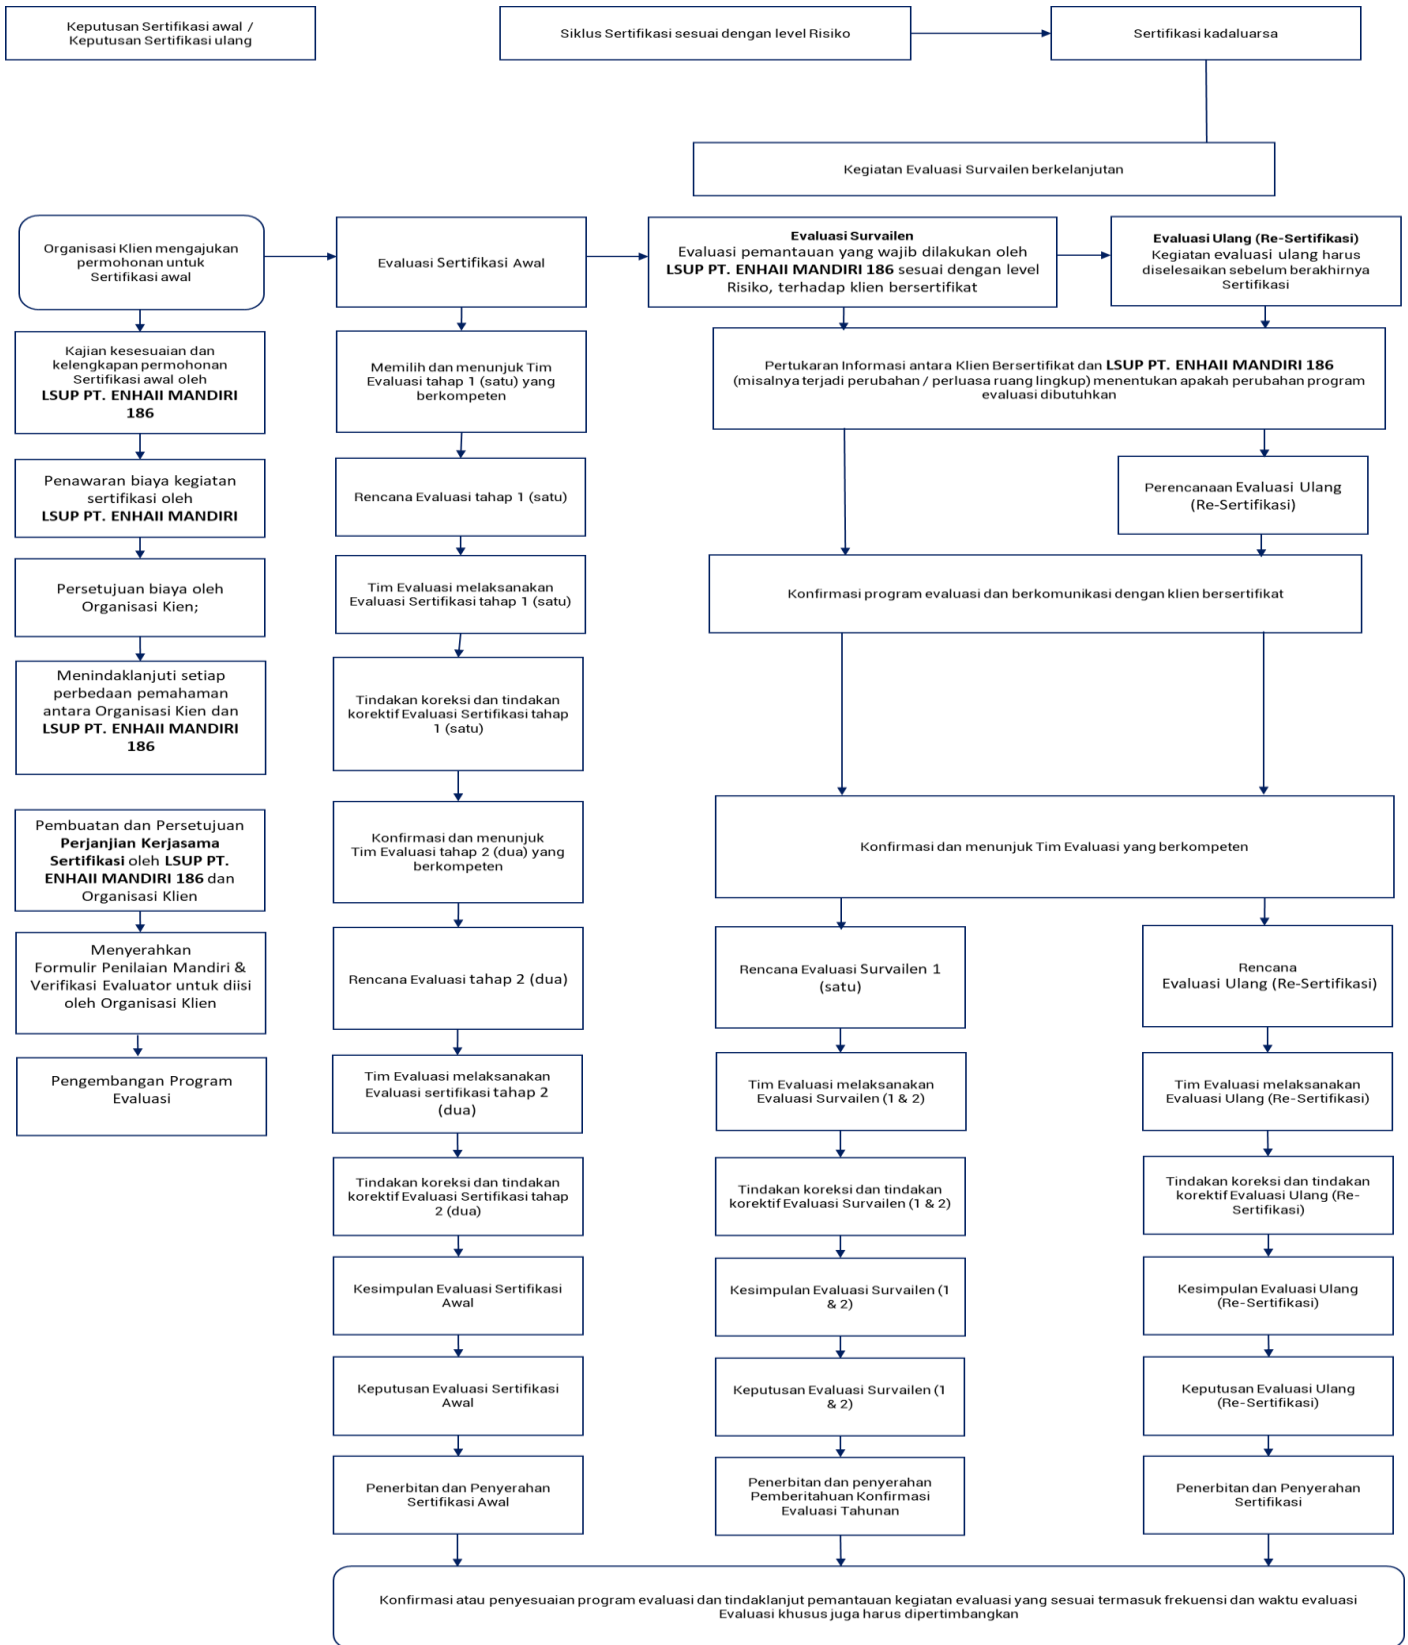 Keputusan Sertifikasi awal /
Keputusan Sertifikasi ulang
Siklus Sertifikasi sesuai dengan level Risiko
Sertifikasi kadaluarsa
Kegiatan Evaluasi Survailen berkelanjutan
Organisasi Klien mengajukan
permohonan untuk
Sertifikasi awal
Evaluasi Sertifikasi Awal
Evaluasi Survailen
Evaluasi pemantauan yang wajib dilakukan oleh
LSUP PT. ENHAII MANDIRI 186 sesuai dengan level
Risiko, terhadap klien bersertifikat
Evaluasi Ulang (Re-Sertifikasi)
Kegiatan evaluasi ulang harus
diselesaikan sebelum berakhirnya
Sertifikasi
Kajian kesesuaian dan
kelengkapan permohonan
Sertifikasi awal oleh
LSUP PT. ENHAII MANDIRI
186
Penawaran biaya kegiatan
sertifikasi oleh
LSUP PT. ENHAII MANDIRI
Persetujuan biaya oleh
Organisasi Kien;
Menindaklanjuti setiap
perbedaan pemahaman
antara Organisasi Kien dan
LSUP PT. ENHAII MANDIRI
186
Pembuatan dan Persetujuan
Perjanjian Kerjasama
Sertifikasi oleh LSUP PT.
ENHAII MANDIRI 186 dan
Organisasi Klien
Menyerahkan
Formulir Penilaian Mandiri &
Verifikasi Evaluator untuk diisi
oleh Organisasi Klien
Pengembangan Program
Evaluasi
Memilih dan menunjuk Tim
Evaluasi tahap 1 (satu) yang
berkompeten
Rencana Evaluasi tahap 1 (satu)
Tim Evaluasi melaksanakan
Evaluasi Sertifikasi tahap 1 (satu)
Tindakan koreksi dan tindakan
korektif Evaluasi Sertifikasi tahap
1 (satu)
Konfirmasi dan menunjuk
Tim Evaluasi tahap 2 (dua) yang
berkompeten
Rencana Evaluasi tahap 2 (dua)
Tim Evaluasi melaksanakan
Evaluasi sertifikasi tahap 2
(dua)
Tindakan koreksi dan tindakan
korektif Evaluasi Sertifikasi tahap
2 (dua)
Kesimpulan Evaluasi Sertifikasi
Awal
Keputusan Evaluasi Sertifikasi
Awal
Penerbitan dan Penyerahan
Sertifikasi Awal
Pertukaran Informasi antara Klien Bersertifikat dan LSUP PT. ENHAII MANDIRI 186
(misalnya terjadi perubahan / perluasa ruang lingkup) menentukan apakah perubahan program
evaluasi dibutuhkan
Perencanaan Evaluasi Ulang
(Re-Sertifikasi)
Konfirmasi program evaluasi dan berkomunikasi dengan klien bersertifikat
Konfirmasi dan menunjuk Tim Evaluasi yang berkompeten
Rencana Evaluasi Survailen 1
(satu)
Tim Evaluasi melaksanakan
Evaluasi Survailen (1 & 2)
Tindakan koreksi dan tindakan
korektif Evaluasi Survailen (1 & 2)
Kesimpulan Evaluasi Survailen (1
& 2)
Keputusan Evaluasi Survailen (1
& 2)
Penerbitan dan penyerahan
Pemberitahuan Konfirmasi
Evaluasi Tahunan
Rencana
Evaluasi Ulang (Re-Sertifikasi)
Tim Evaluasi melaksanakan
Evaluasi Ulang (Re-Sertifikasi)
Tindakan koreksi dan tindakan
korektif Evaluasi Ulang (Re-
Sertifikasi)
Kesimpulan Evaluasi Ulang
(Re-Sertifikasi)
Keputusan Evaluasi Ulang
(Re-Sertifikasi)
Penerbitan dan Penyerahan
Sertifikasi
Konfirmasi atau penyesuaian program evaluasi dan tindaklanjut pemantauan kegiatan evaluasi yang sesuai termasuk frekuensi dan waktu evaluasi
Evaluasi khusus juga harus dipertimbangkan